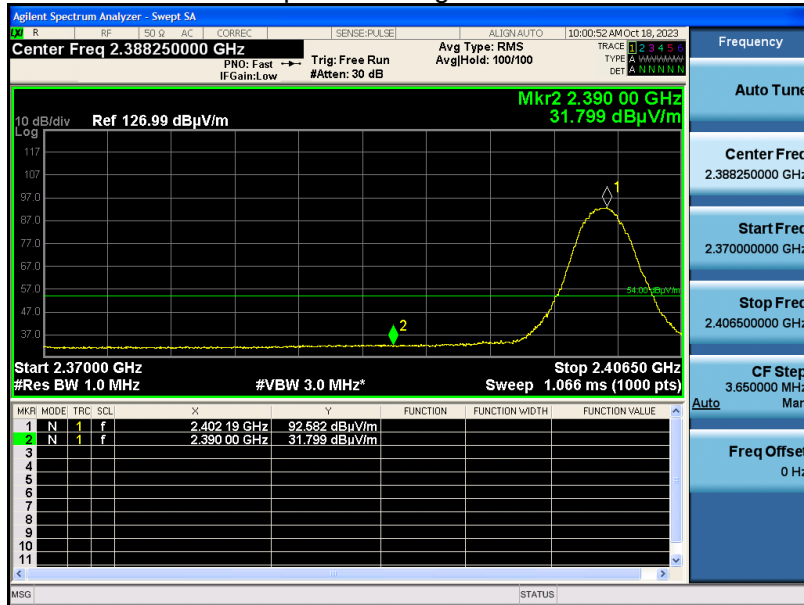 Agilent Spectrum Analyzer - Swept SA
LXI R RF 50 Ω AC CORREC SENSE:PULSE ALIGN AUTO 10:00:52 AM Oct 18, 2023
Center Freq 2.388250000 GHz
PNO: Fast
IFGain:Low
Trig: Free Run
#Atten: 30 dB
Avg Type: RMS
Avg|Hold: 100/100
TRACE 1 2 3 4 5 6
TYPE A WWWWW
DET A N N N N N
Mkr2 2.390 00 GHz
31.799 dBµV/m
10 dB/div Ref 126.99 dBµV/m
Log
117
107
97.0
87.0
77.0
67.0
57.0
47.0
37.0
1
2
54.00 dBµV/m
Start 2.37000 GHz Stop 2.40650 GHz
#Res BW 1.0 MHz #VBW 3.0 MHz* Sweep 1.066 ms (1000 pts)
MKR MODE TRC SCL X Y FUNCTION FUNCTION WIDTH FUNCTION VALUE
1 N 1 f 2.402 19 GHz 92.582 dBµV/m
2 N 1 f 2.390 00 GHz 31.799 dBµV/m
3
4
5
6
7
8
9
10
11
MSG STATUS
Frequency
Auto Tune
Center Freq
2.388250000 GHz
Start Freq
2.370000000 GHz
Stop Freq
2.406500000 GHz
CF Step
3.650000 MHz
Auto Man
Freq Offset
0 Hz